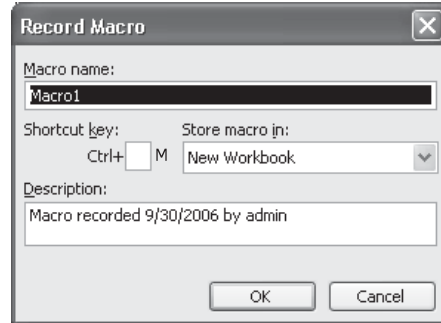 Record Macro
Macro name:
Macro1
Shortcut key:
Store macro in:
Ctrl+ M
New Workbook
Description:
Macro recorded 9/30/2006 by admin
OK
Cancel